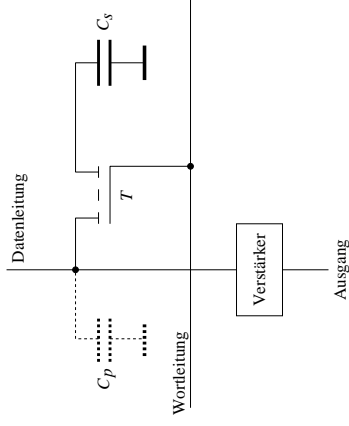 Datenleitung
C_s
T
C_p
Wortleitung
Verstärker
Ausgang